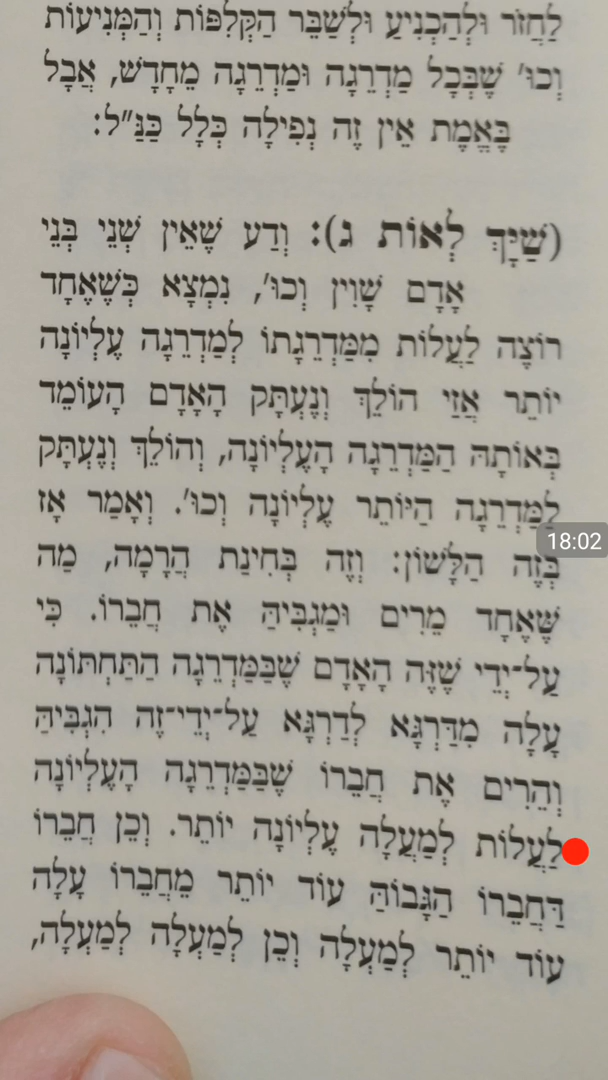 לַחֲזֹר וּלְהַכְנִיעַ וּלְשַׁבֵּר הַקְּלִפּוֹת וְהַמְּנִיעוֹת
וְכוּ' שֶׁבְּכָל מַדְרֵגָה וּמַדְרֵגָה מֵחָדָשׁ, אֲבָל
בֶּאֱמֶת אֵין זֶה נְפִילָה כְּלָל כַּנַּ"ל:
(שַׁיָּךְ לְאוֹת ג): וְדַע שֶׁאֵין שְׁנֵי בְּנֵי
אָדָם שָׁוִין וְכוּ', נִמְצָא כְּשֶׁאֶחָד
רוֹצֶה לַעֲלוֹת מִמַּדְרֵגָתוֹ לְמַדְרֵגָה עֶלְיוֹנָה
יוֹתֵר אֲזַי הוֹלֵךְ וְנֶעְתָּק הָאָדָם הָעוֹמֵד
בְּאוֹתָהּ הַמַּדְרֵגָה הָעֶלְיוֹנָה, וְהוֹלֵךְ וְנֶעְתָּק
לַמַּדְרֵגָה הַיּוֹתֵר עֶלְיוֹנָה וְכוּ'. וְאָמַר אָז
18:02
בְּזֶה הַלָּשׁוֹן: וְזֶה בְּחִינַת הֲרָמָה, מַה
שֶּׁאֶחָד מֵרִים וּמַגְבִּיהַּ אֶת חֲבֵרוֹ. כִּי
עַל־יְדֵי שֶׁזֶּה הָאָדָם שֶׁבַּמַּדְרֵגָה הַתַּחְתּוֹנָה
עָלָה מִדַּרְגָּא לְדַרְגָּא עַל־יְדֵי־זֶה הִגְבִּיהַּ
וְהֵרִים אֶת חֲבֵרוֹ שֶׁבַּמַּדְרֵגָה הָעֶלְיוֹנָה
לַעֲלוֹת לְמַעְלָה עֶלְיוֹנָה יוֹתֵר. וְכֵן חֲבֵרוֹ
דַּחֲבֵרוֹ הַגָּבוֹהַּ עוֹד יוֹתֵר מֵחֲבֵרוֹ עָלָה
עוֹד יוֹתֵר לְמַעְלָה וְכֵן לְמַעְלָה לְמַעְלָה,